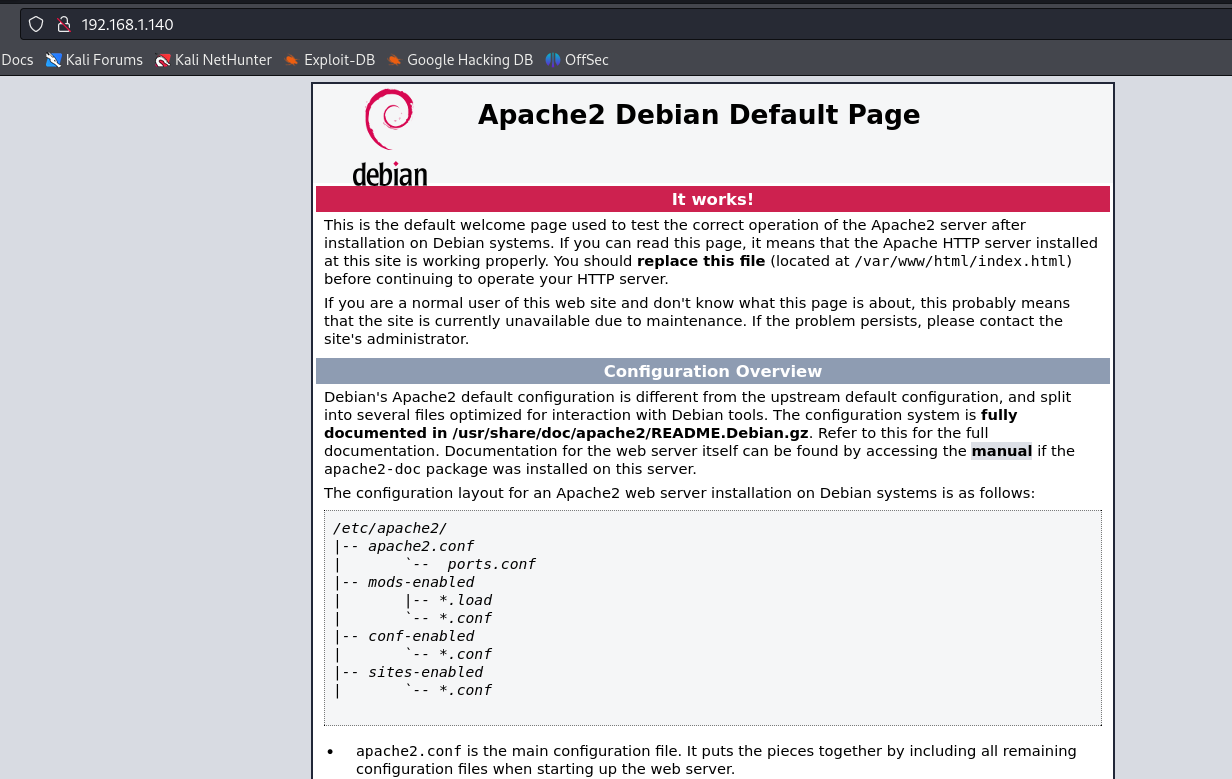 192.168.1.140
Docs Kali Forums Kali NetHunter Exploit-DB Google Hacking DB OffSec
debian
Apache2 Debian Default Page
It works!
This is the default welcome page used to test the correct operation of the Apache2 server after
installation on Debian systems. If you can read this page, it means that the Apache HTTP server installed
at this site is working properly. You should replace this file (located at /var/www/html/index.html)
before continuing to operate your HTTP server.
If you are a normal user of this web site and don't know what this page is about, this probably means
that the site is currently unavailable due to maintenance. If the problem persists, please contact the
site's administrator.
Configuration Overview
Debian's Apache2 default configuration is different from the upstream default configuration, and split
into several files optimized for interaction with Debian tools. The configuration system is fully
documented in /usr/share/doc/apache2/README.Debian.gz. Refer to this for the full
documentation. Documentation for the web server itself can be found by accessing the manual if the
apache2-doc package was installed on this server.
The configuration layout for an Apache2 web server installation on Debian systems is as follows:
/etc/apache2/
|-- apache2.conf
|       `--  ports.conf
|-- mods-enabled
|       |-- *.load
|       `-- *.conf
|-- conf-enabled
|       `-- *.conf
|-- sites-enabled
|       `-- *.conf
• apache2.conf is the main configuration file. It puts the pieces together by including all remaining
configuration files when starting up the web server.